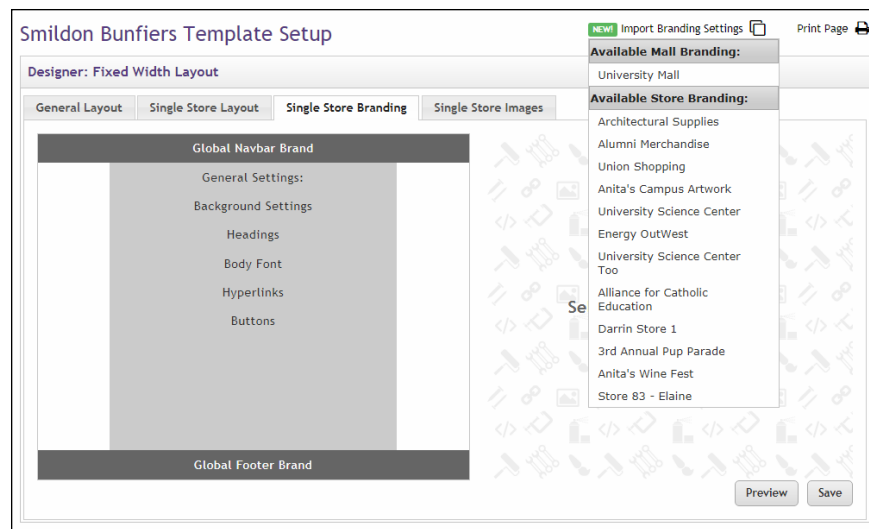 Smildon Bunfiers Template Setup
NEW! Import Branding Settings
Print Page
Designer: Fixed Width Layout
General Layout
Single Store Layout
Single Store Branding
Single Store Images
Available Mall Branding:
University Mall
Available Store Branding:
Architectural Supplies
Alumni Merchandise
Union Shopping
Anita's Campus Artwork
University Science Center
Energy OutWest
University Science Center
Too
Alliance for Catholic
Education
Darrin Store 1
3rd Annual Pup Parade
Anita's Wine Fest
Store 83 - Elaine
Global Navbar Brand
General Settings:
Background Settings
Headings
Body Font
Hyperlinks
Buttons
Global Footer Brand
Se
Preview
Save